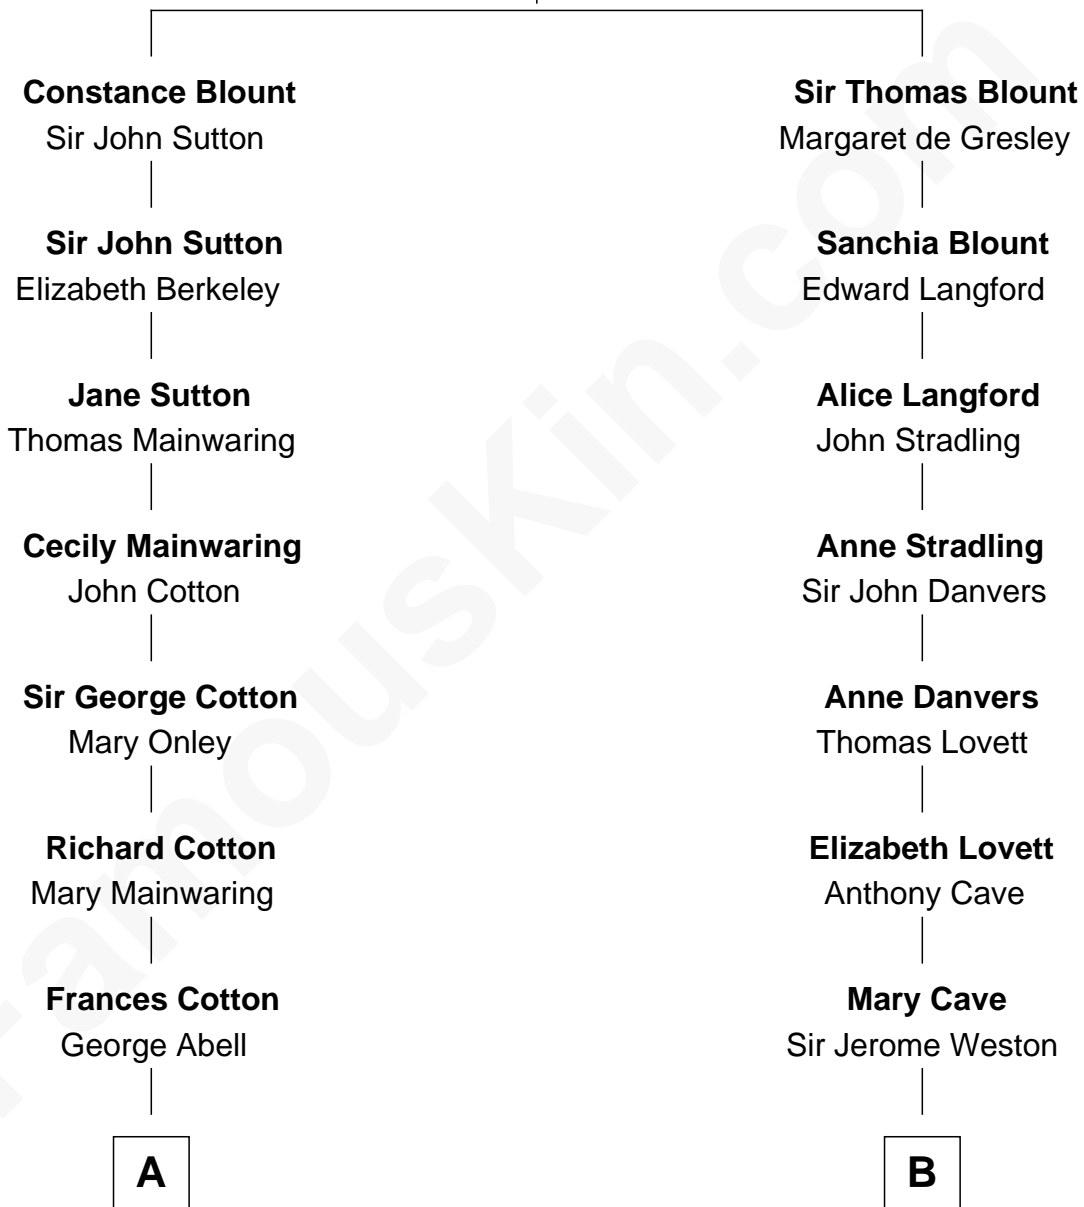 Constance Blount
Sir John Sutton
Sir John Sutton
Elizabeth Berkeley
Jane Sutton
Thomas Mainwaring
Cecily Mainwaring
John Cotton
Sir George Cotton
Mary Onley
Richard Cotton
Mary Mainwaring
Frances Cotton
George Abell
A
Sir Thomas Blount
Margaret de Gresley
Sanchia Blount
Edward Langford
Alice Langford
John Stradling
Anne Stradling
Sir John Danvers
Anne Danvers
Thomas Lovett
Elizabeth Lovett
Anthony Cave
Mary Cave
Sir Jerome Weston
B
FamousKin.com